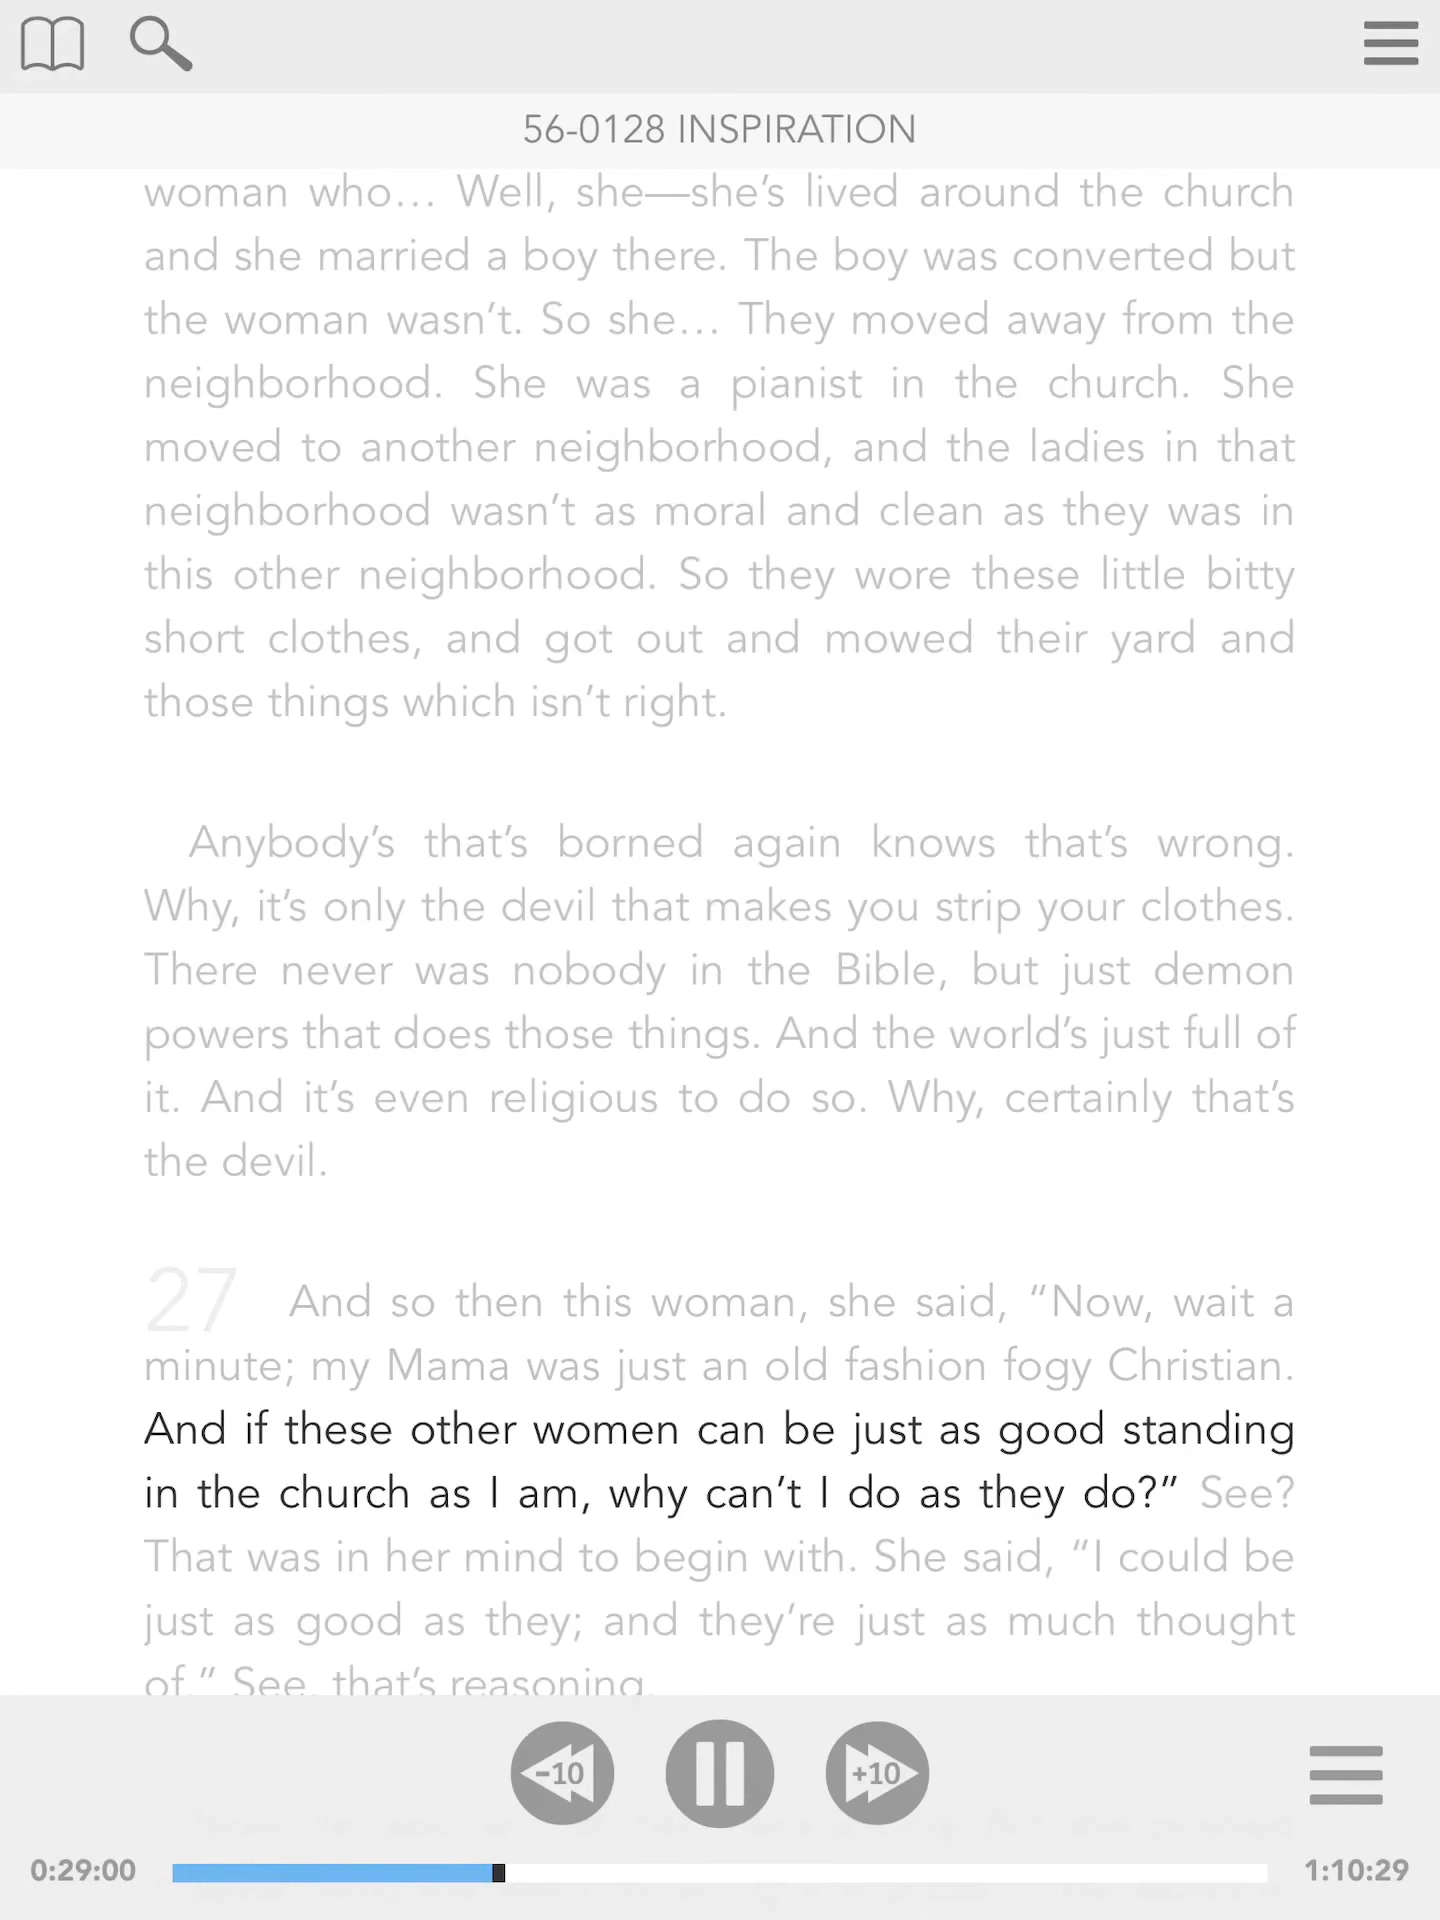 56-0128 INSPIRATION
woman who… Well, she—she’s lived around the church
and she married a boy there. The boy was converted but
the woman wasn’t. So she… They moved away from the
neighborhood. She was a pianist in the church. She
moved to another neighborhood, and the ladies in that
neighborhood wasn’t as moral and clean as they was in
this other neighborhood. So they wore these little bitty
short clothes, and got out and mowed their yard and
those things which isn’t right.
Anybody’s that’s borned again knows that’s wrong.
Why, it’s only the devil that makes you strip your clothes.
There never was nobody in the Bible, but just demon
powers that does those things. And the world’s just full of
it. And it’s even religious to do so. Why, certainly that’s
the devil.
27 And so then this woman, she said, “Now, wait a
minute; my Mama was just an old fashion fogy Christian.
And if these other women can be just as good standing
in the church as I am, why can’t I do as they do?” See?
That was in her mind to begin with. She said, “I could be
just as good as they; and they’re just as much thought
of.” See, that’s reasoning.
-10 +10
0:29:00 1:10:29